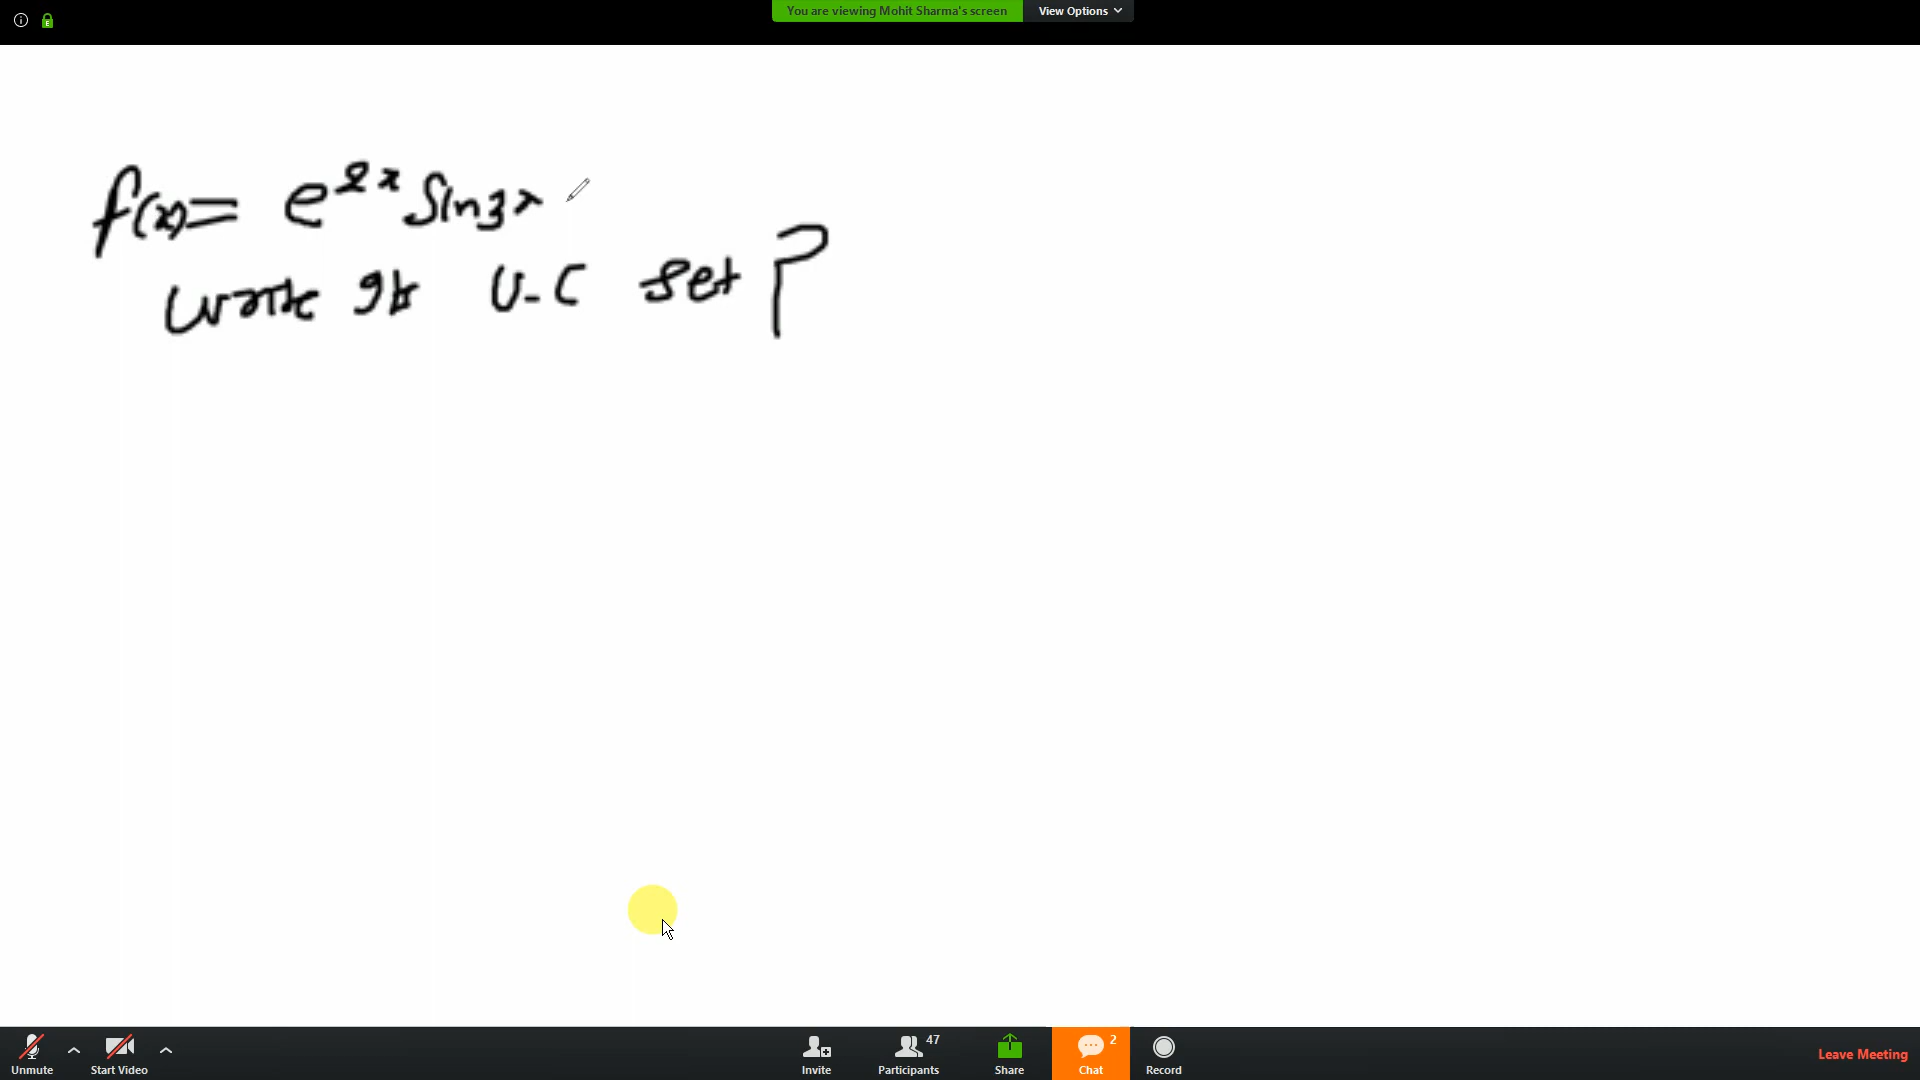 You are viewing Mohit Sharma's screen View Options
f(x)= e^{2x} Sin3x
write its U-C set ?
Unmute Start Video Invite Participants 47 Share Chat 2 Record Leave Meeting